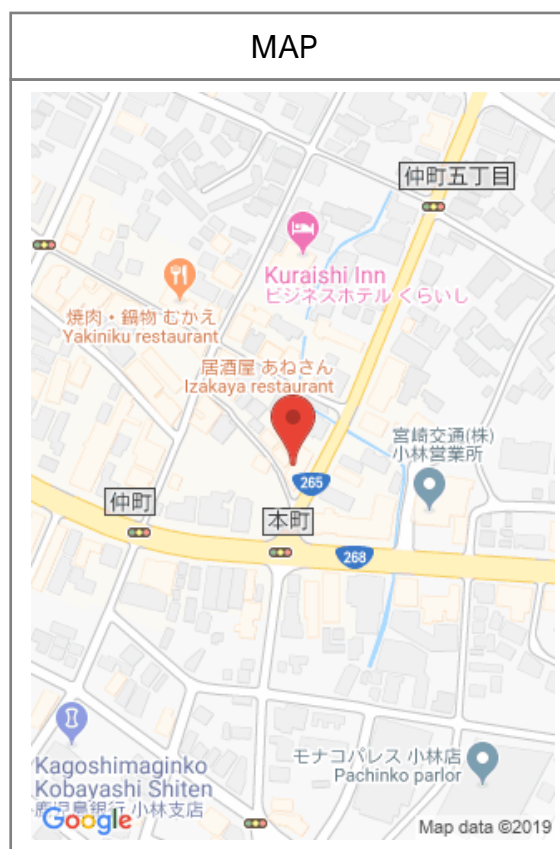 MAP
仲町五丁目
Kuraishi Inn
ビジネスホテル くらいし
焼肉・鍋物 むかえ
Yakiniku restaurant
居酒屋 あねさん
Izakaya restaurant
宮崎交通(株)
小林営業所
265
仲町
本町
268
モナコパレス 小林店
Pachinko parlor
Kagoshimaginko
Kobayashi Shiten
鹿児島銀行 小林支店
Google
Map data ©2019